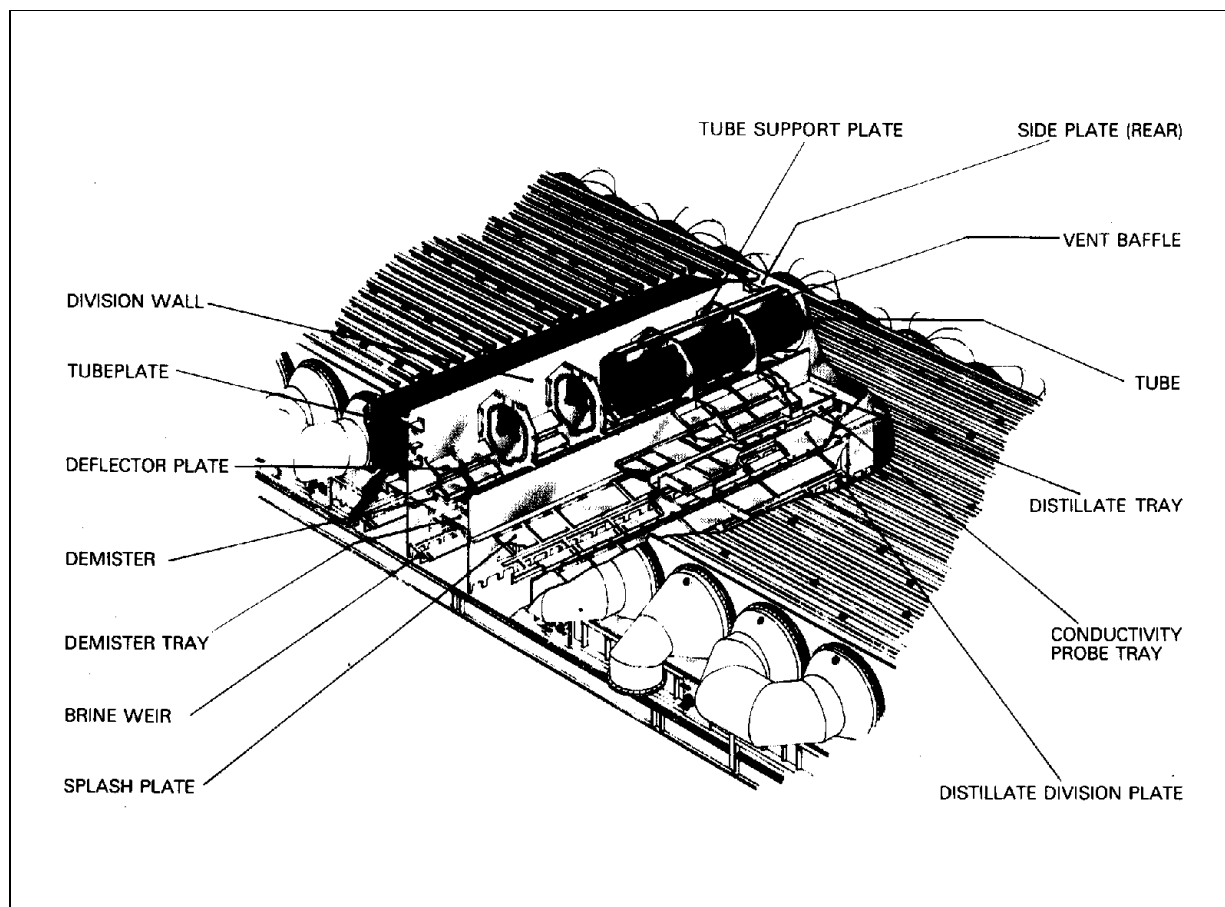 TUBE SUPPORT PLATE
SIDE PLATE (REAR)
VENT BAFFLE
DIVISION WALL
TUBEPLATE
TUBE
DEFLECTOR PLATE
DISTILLATE TRAY
DEMISTER
DEMISTER TRAY
CONDUCTIVITY
PROBE TRAY
BRINE WEIR
SPLASH PLATE
DISTILLATE DIVISION PLATE